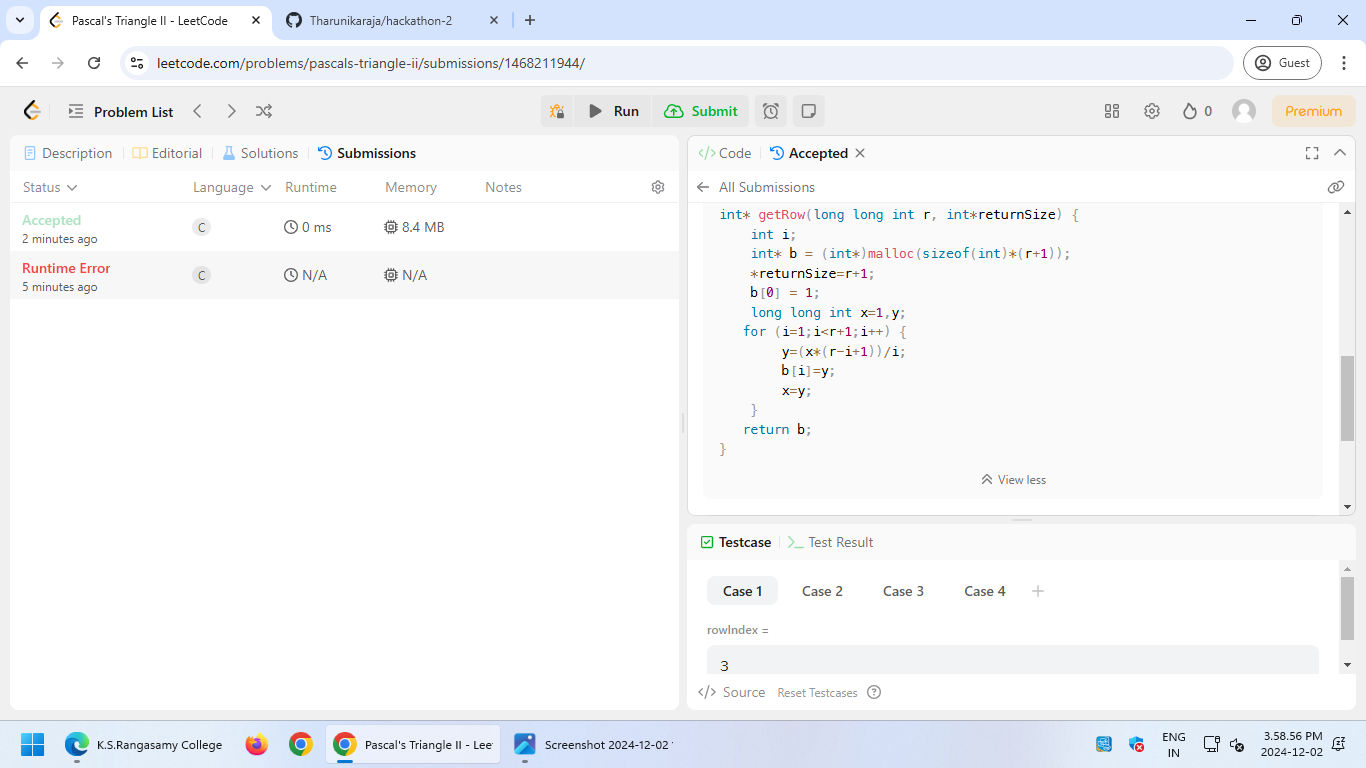 Pascal's Triangle II - LeetCode
Tharunikaraja/hackathon-2
leetcode.com/problems/pascals-triangle-ii/submissions/1468211944/
Guest
Problem List
Run
Submit
0
Premium
Description
Editorial
Solutions
Submissions
Status
Language
Runtime
Memory
Notes
Accepted
2 minutes ago
C
0 ms
8.4 MB
Runtime Error
5 minutes ago
C
N/A
N/A
</> Code
Accepted
All Submissions
int* getRow(long long int r, int*returnSize) {
    int i;
    int* b = (int*)malloc(sizeof(int)*(r+1));
    *returnSize=r+1;
    b[0] = 1;
    long long int x=1,y;
   for (i=1;i<r+1;i++) {
        y=(x*(r-i+1))/i;
        b[i]=y;
        x=y;
    }
   return b;
}
View less
Testcase
Test Result
Case 1
Case 2
Case 3
Case 4
rowIndex =
3
</> Source
Reset Testcases
K.S.Rangasamy College
Pascal's Triangle II - Lee
Screenshot 2024-12-02
ENG
IN
3.58.56 PM
2024-12-02